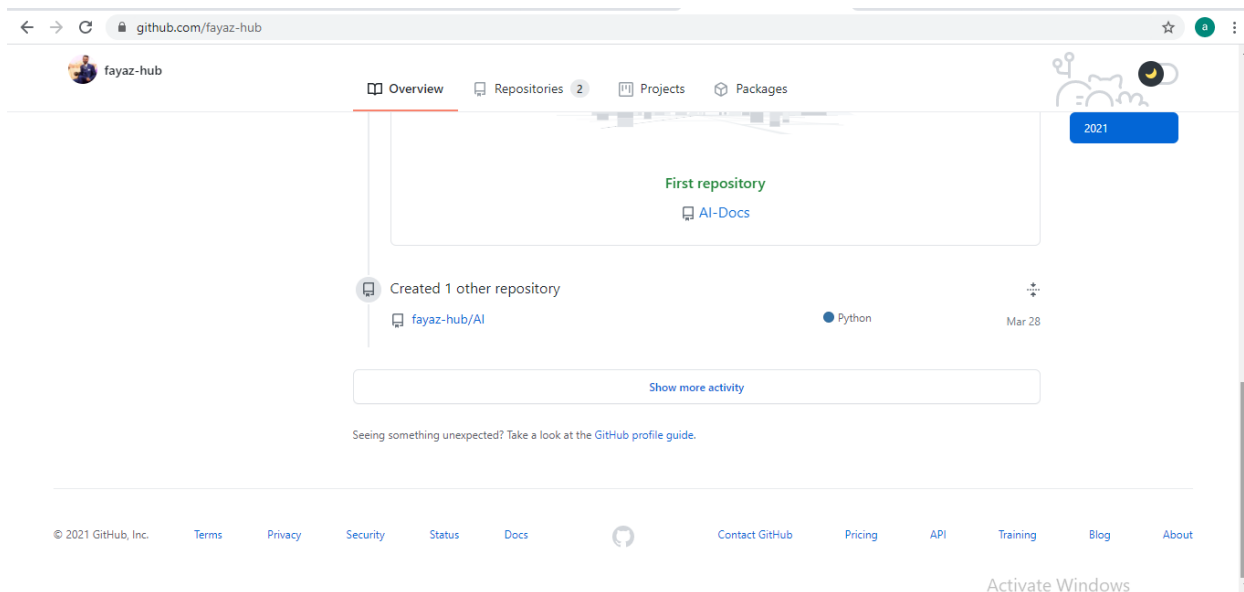 github.com/fayaz-hub
a
fayaz-hub
Overview Repositories 2 Projects Packages
2021
First repository
AI-Docs
Created 1 other repository
fayaz-hub/AI Python Mar 28
Show more activity
Seeing something unexpected? Take a look at the GitHub profile guide.
© 2021 GitHub, Inc. Terms Privacy Security Status Docs Contact GitHub Pricing API Training Blog About
Activate Windows